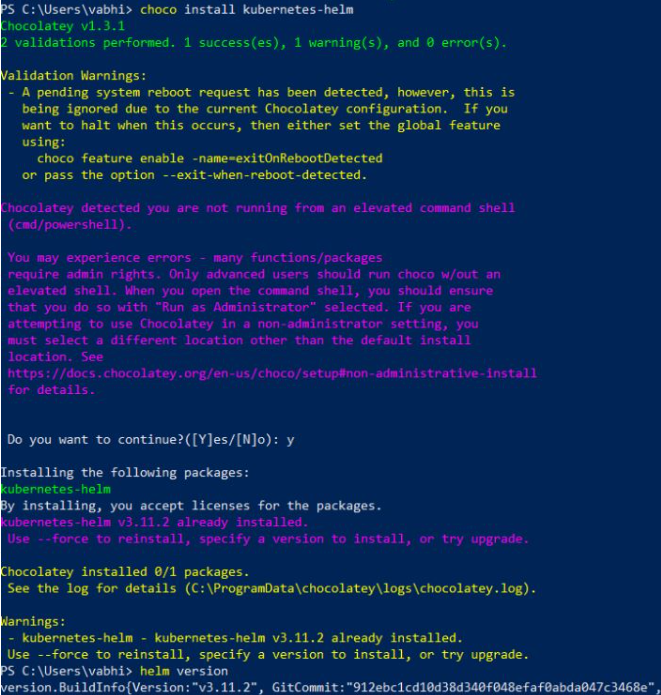 PS C:\Users\vabhi> choco install kubernetes-helm
Chocolatey v1.3.1
2 validations performed. 1 success(es), 1 warning(s), and 0 error(s).
Validation Warnings:
- A pending system reboot request has been detected, however, this is
being ignored due to the current Chocolatey configuration. If you
want to halt when this occurs, then either set the global feature
using:
choco feature enable -name=exitOnRebootDetected
or pass the option --exit-when-reboot-detected.
Chocolatey detected you are not running from an elevated command shell
(cmd/powershell).
You may experience errors - many functions/packages
require admin rights. Only advanced users should run choco w/out an
elevated shell. When you open the command shell, you should ensure
that you do so with "Run as Administrator" selected. If you are
attempting to use Chocolatey in a non-administrator setting, you
must select a different location other than the default install
location. See
https://docs.chocolatey.org/en-us/choco/setup#non-administrative-install
for details.
Do you want to continue?([Y]es/[N]o): y
Installing the following packages:
kubernetes-helm
By installing, you accept licenses for the packages.
kubernetes-helm v3.11.2 already installed.
Use --force to reinstall, specify a version to install, or try upgrade.
Chocolatey installed 0/1 packages.
See the log for details (C:\ProgramData\chocolatey\logs\chocolatey.log).
Warnings:
- kubernetes-helm - kubernetes-helm v3.11.2 already installed.
Use --force to reinstall, specify a version to install, or try upgrade.
PS C:\Users\vabhi> helm version
version.BuildInfo{Version:"v3.11.2", GitCommit:"912ebc1cd10d38d340f048efaf0abda047c3468e"